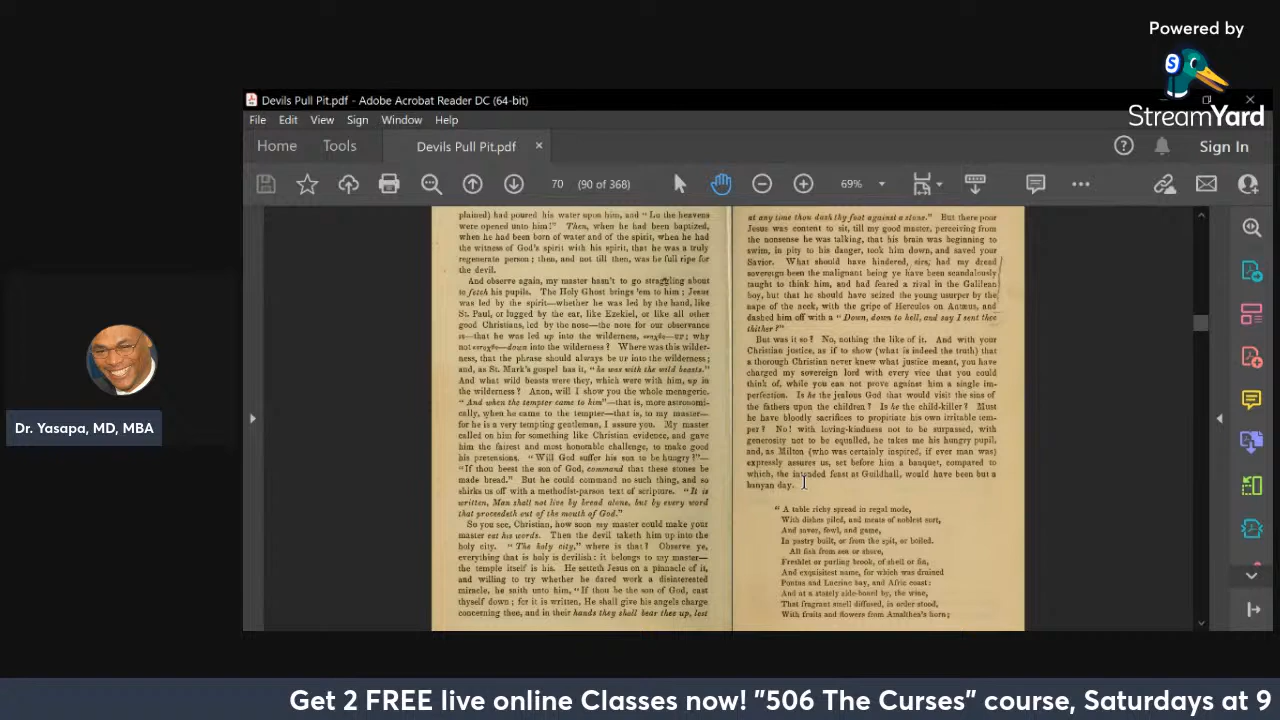 Powered by
S
StreamYard
Devils Pull Pit.pdf - Adobe Acrobat Reader DC (64-bit)
File Edit View Sign Window Help
Home Tools Devils Pull Pit.pdf × Sign In
70 (90 of 368) 69%
plained) had poured his water upon him, and "Lo the heavens
were opened unto him!" Then, when he had been baptized,
when he had been born of water and of the spirit, when he had
the witness of God's spirit with his spirit, that he was a truly
regenerate person; then, and not till then, was he full ripe for
the devil.
And observe again, my master hasn't to go straggling about
to fetch his pupils. The Holy Ghost brings 'em to him; Jesus
was led by the spirit—whether he was led by the hand, like
St. Paul, or lugged by the ear, like Ezekiel, or like all other
good Christians, led by the nose—the note for our observance
is—that he was led up into the wilderness, —up; why
not —down into the wilderness? Where was this wilder-
ness, that the phrase should always be up into the wilderness;
and, as St. Mark's gospel has it, "he was with the wild beasts."
And what wild beasts were they, which were with him, up in
the wilderness? Anon, will I show you the whole menagerie.
"And when the tempter came to him"—that is, more astronomi-
cally, when he came to the tempter—that is, to my master—
for he is a very tempting gentleman, I assure you. My master
called on him for something like Christian evidence, and gave
him the fairest and most honorable challenge, to make good
his pretensions. "Will God suffer his son to be hungry?"—
"If thou beest the son of God, command that these stones be
made bread." But he could command no such thing, and so
shirks us off with a methodist-parson text of scripture. "It is
written, Man shall not live by bread alone, but by every word
that proceedeth out of the mouth of God."
So you see, Christian, how soon my master could make your
master eat his words. Then the devil taketh him up into the
holy city. "The holy city," where is that? Observe ye,
everything that is holy is devilish: it belongs to my master—
the temple itself is his. He setteth Jesus on a pinnacle of it,
and willing to try whether he dared work a disinterested
miracle, he saith unto him, "If thou be the son of God, cast
thyself down; for it is written, He shall give his angels charge
concerning thee, and in their hands they shall bear thee up, lest
at any time thou dash thy foot against a stone." But there poor
Jesus was content to sit, till my good master, perceiving from
the nonsense he was talking, that his brain was beginning to
swim, in pity to his danger, took him down, and saved your
Savior. What should have hindered, sirs, had my dread
sovereign been the malignant being ye have been scandalously
taught to think him, and had feared a rival in the Galilean
boy, but that he should have seized the young usurper by the
nape of the neck, with the gripe of Hercules on Antæus, and
dashed him off with a "Down, down to hell, and say I sent thee
thither?"
But was it so? No, nothing the like of it. And with your
Christian justice, as if to show (what is indeed the truth) that
a thorough Christian never knew what justice meant, you have
charged my sovereign lord with every vice that you could
think of, while you can not prove against him a single im-
perfection. Is he the jealous God that would visit the sins of
the fathers upon the children? Is he the child-killer? Must
he have bloody sacrifices to propitiate his own irritable tem-
per? No! with loving-kindness not to be surpassed, with
generosity not to be equalled, he takes me his hungry pupil,
and, as Milton (who was certainly inspired, if ever man was)
expressly assures us, set before him a banquet, compared to
which, the intended feast at Guildhall, would have been but a
banyan day.
"A table richy spread in regal mode,
With dishes piled, and meats of noblest sort,
And savor, fowl, and game,
In pastry built, or from the spit, or boiled.
All fish from sea or shore,
Freshlet or purling brook, of shell or fin,
And exquisitest name, for which was drained
Pontus and Lucrine bay, and Afric coast:
And at a stately side-board by, the wine,
That fragrant smell diffused, in order stood,
With fruits and flowers from Amalthea's horn;
Dr. Yasapa, MD, MBA
Get 2 FREE live online Classes now! "506 The Curses" course, Saturdays at 9